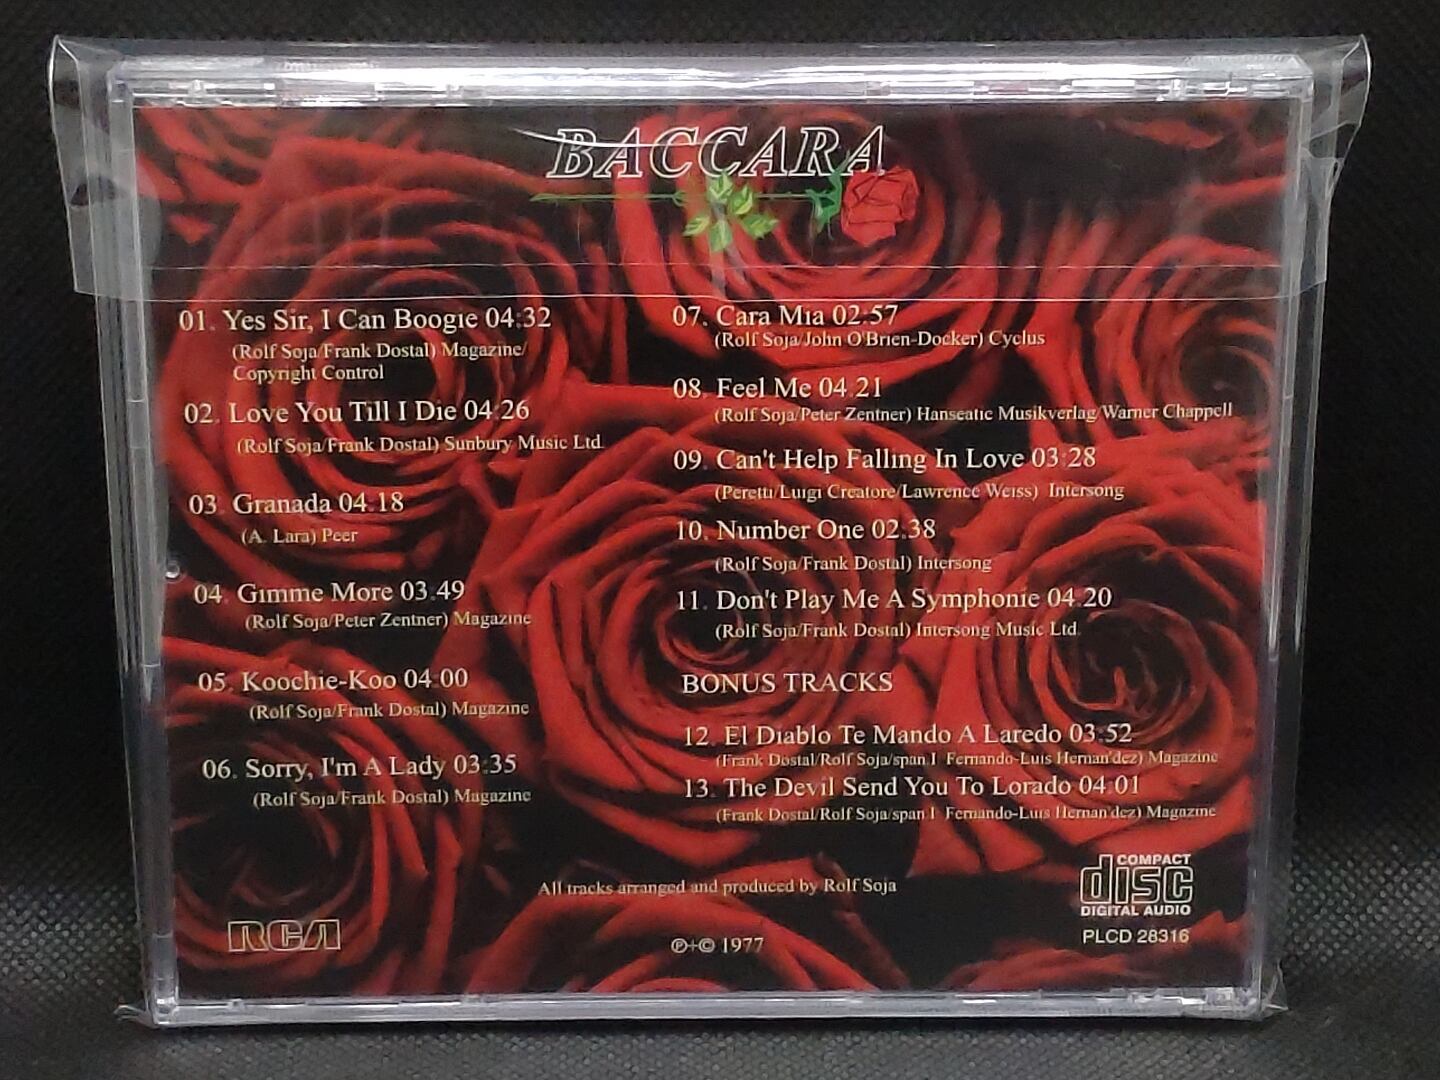 BACCARA
01. Yes Sir, I Can Boogie 04:32
(Rolf Soja/Frank Dostal) Magazine/
Copyright Control
02. Love You Till I Die 04:26
(Rolf Soja/Frank Dostal) Sunbury Music Ltd.
03. Granada 04:18
(A. Lara) Peer
04. Gimme More 03:49
(Rolf Soja/Peter Zentner) Magazine
05. Koochie-Koo 04:00
(Rolf Soja/Frank Dostal) Magazine
06. Sorry, I'm A Lady 03:35
(Rolf Soja/Frank Dostal) Magazine
07. Cara Mia 02:57
(Rolf Soja/John O'Brien-Docker) Cyclus
08. Feel Me 04:21
(Rolf Soja/Peter Zentner) Hanseatic Musikverlag/Warner Chappell
09. Can't Help Falling In Love 03:28
(Peretti/Luigi Creatore/Lawrence Weiss) Intersong
10. Number One 02:38
(Rolf Soja/Frank Dostal) Intersong
11. Don't Play Me A Symphonie 04:20
(Rolf Soja/Frank Dostal) Intersong Music Ltd.
BONUS TRACKS
12. El Diablo Te Mando A Laredo 03:52
(Frank Dostal/Rolf Soja/span I Fernando-Luis Hernan'dez) Magazine
13. The Devil Send You To Lorado 04:01
(Frank Dostal/Rolf Soja/span I Fernando-Luis Hernan'dez) Magazine
All tracks arranged and produced by Rolf Soja
RCA
℗+© 1977
COMPACT
disc
DIGITAL AUDIO
PLCD 28316